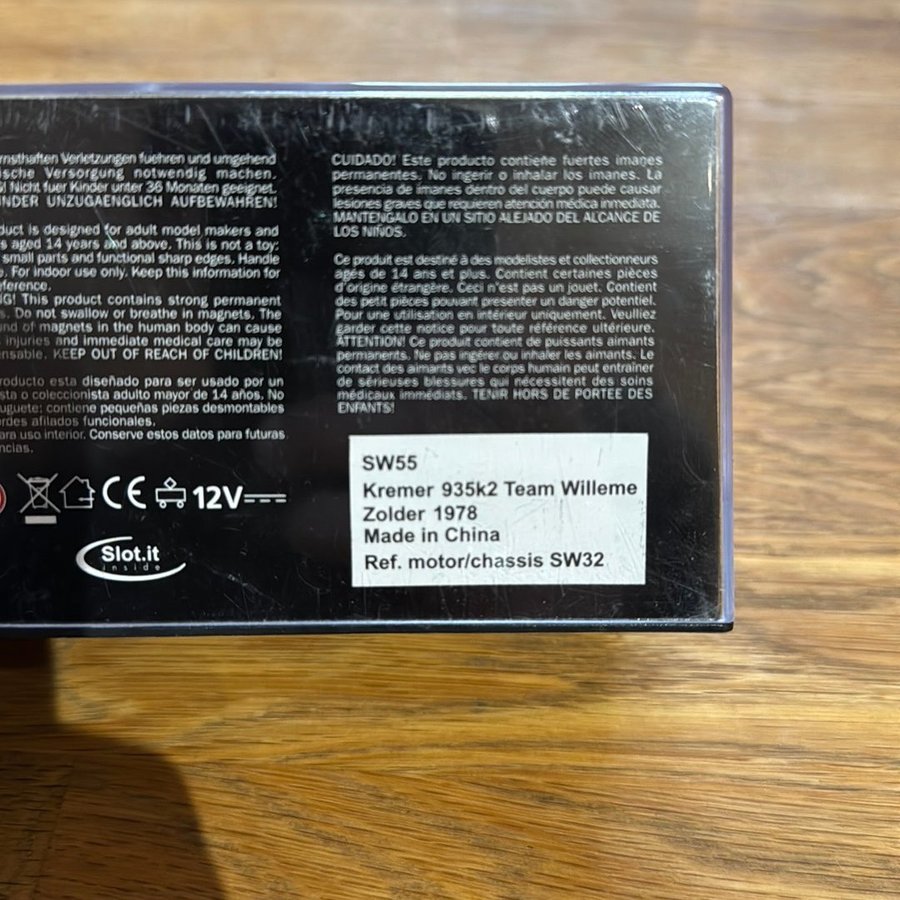 rnsthaften Verletzungen fuehren und umgehend
ische Versorgung notwendig machen.
! Nicht fuer Kinder unter 36 Monaten geeignet.
INDER UNZUGAENGLICH AUFBEWAHREN!
duct is designed for adult model makers and
s aged 14 years and above. This is not a toy:
small parts and functional sharp edges. Handle
. For indoor use only. Keep this information for
eference.
G! This product contains strong permanent
s. Do not swallow or breathe in magnets. The
und of magnets in the human body can cause
injuries and immediate medical care may be
ensable. KEEP OUT OF REACH OF CHILDREN!
roducto esta diseñado para ser usado por un
sta o coleccionista adulto mayor de 14 años. No
uguete: contiene pequeñas piezas desmontables
ordes afilados funcionales.
ara uso interior. Conserve estos datos para futuras
ncias.
CE 12V
Slot.it
inside
CUIDADO! Este producto contiene fuertes imanes
permanentes. No ingerir o inhalar los imanes. La
presencia de imanes dentro del cuerpo puede causar
lesiones graves que requieren atención médica inmediata.
MANTENGALO EN UN SITIO ALEJADO DEL ALCANCE DE
LOS NIÑOS.
Ce produit est destiné à des modelistes et collectionneurs
agés de 14 ans et plus. Contient certaines pièces
d'origine étrangère. Ceci n'est pas un jouet. Contient
des petit pièces pouvant presenter un danger potentiel.
Pour une utilisation en intérieur uniquement. Veuillez
garder cette notice pour toute référence ultérieure.
ATTENTION! Ce produit contient de puissants aimants
permanents. Ne pas ingérer ou inhaler les aimants. Le
contact des aimants vec le corps humain peut entraîner
de sérieuses blessures qui nécessitent des soins
médicaux immédiats. TENIR HORS DE PORTEE DES
ENFANTS!
SW55
Kremer 935k2 Team Willeme
Zolder 1978
Made in China
Ref. motor/chassis SW32